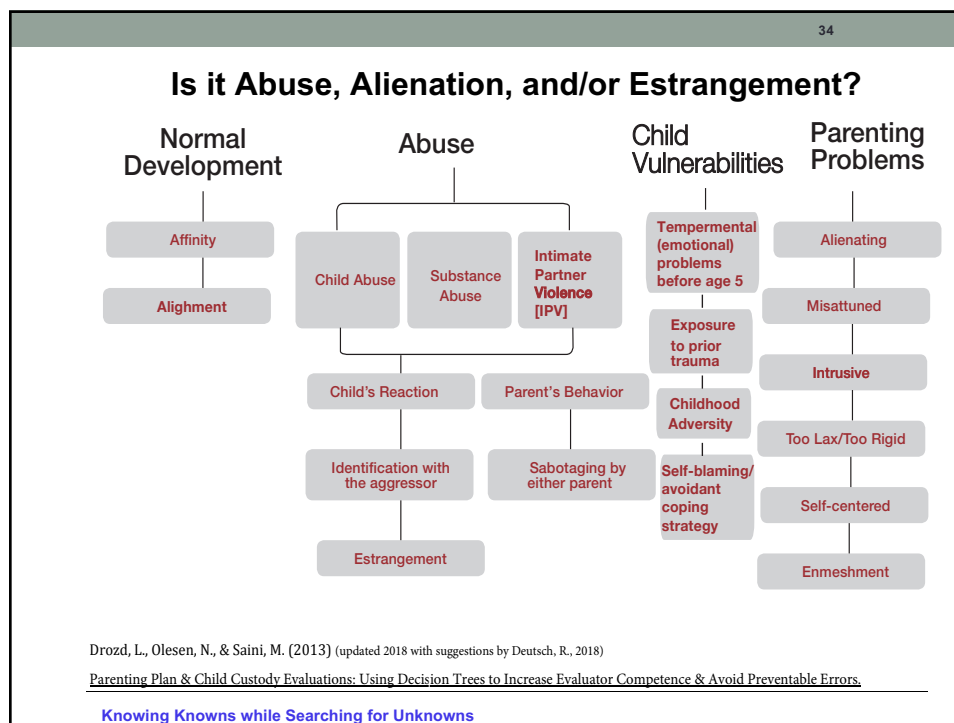 34
Is it Abuse, Alienation, and/or Estrangement?
Normal
Development
Affinity
Alighment
Abuse
Child Abuse
Substance
Abuse
Intimate
Partner
Violence
[IPV]
Child's Reaction
Parent's Behavior
Identification with
the aggressor
Sabotaging by
either parent
Estrangement
Child
Vulnerabilities
Tempermental
(emotional)
problems
before age 5
Exposure
to prior
trauma
Childhood
Adversity
Self-blaming/
avoidant
coping
strategy
Parenting
Problems
Alienating
Misattuned
Intrusive
Too Lax/Too Rigid
Self-centered
Enmeshment
Drozd, L., Olesen, N., & Saini, M. (2013) (updated 2018 with suggestions by Deutsch, R., 2018)
Parenting Plan & Child Custody Evaluations: Using Decision Trees to Increase Evaluator Competence & Avoid Preventable Errors.
Knowing Knowns while Searching for Unknowns